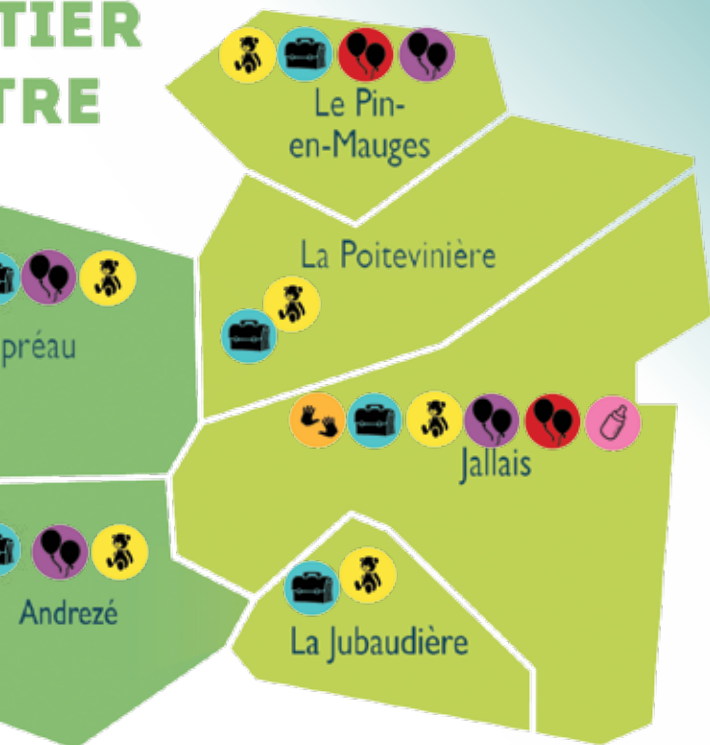 TIER
TRE
Le Pin-
en-Mauges
La Poitevinière
préau
Jallais
Andrezé
La Jubaudière